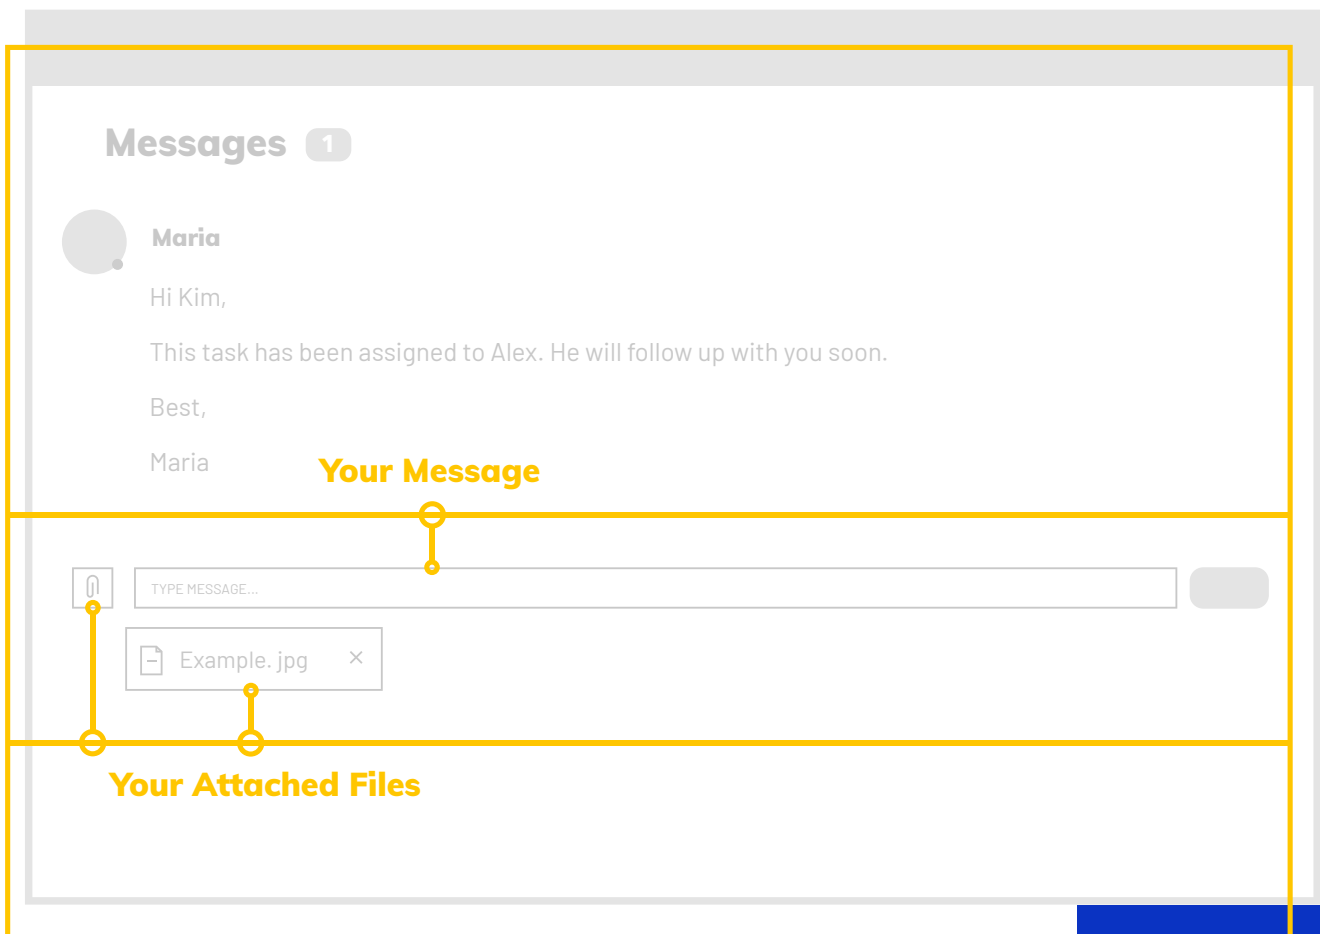 Messages 1
Maria
Hi Kim,
This task has been assigned to Alex. He will follow up with you soon.
Best,
Maria
Your Message
TYPE MESSAGE...
Example. jpg ×
Your Attached Files